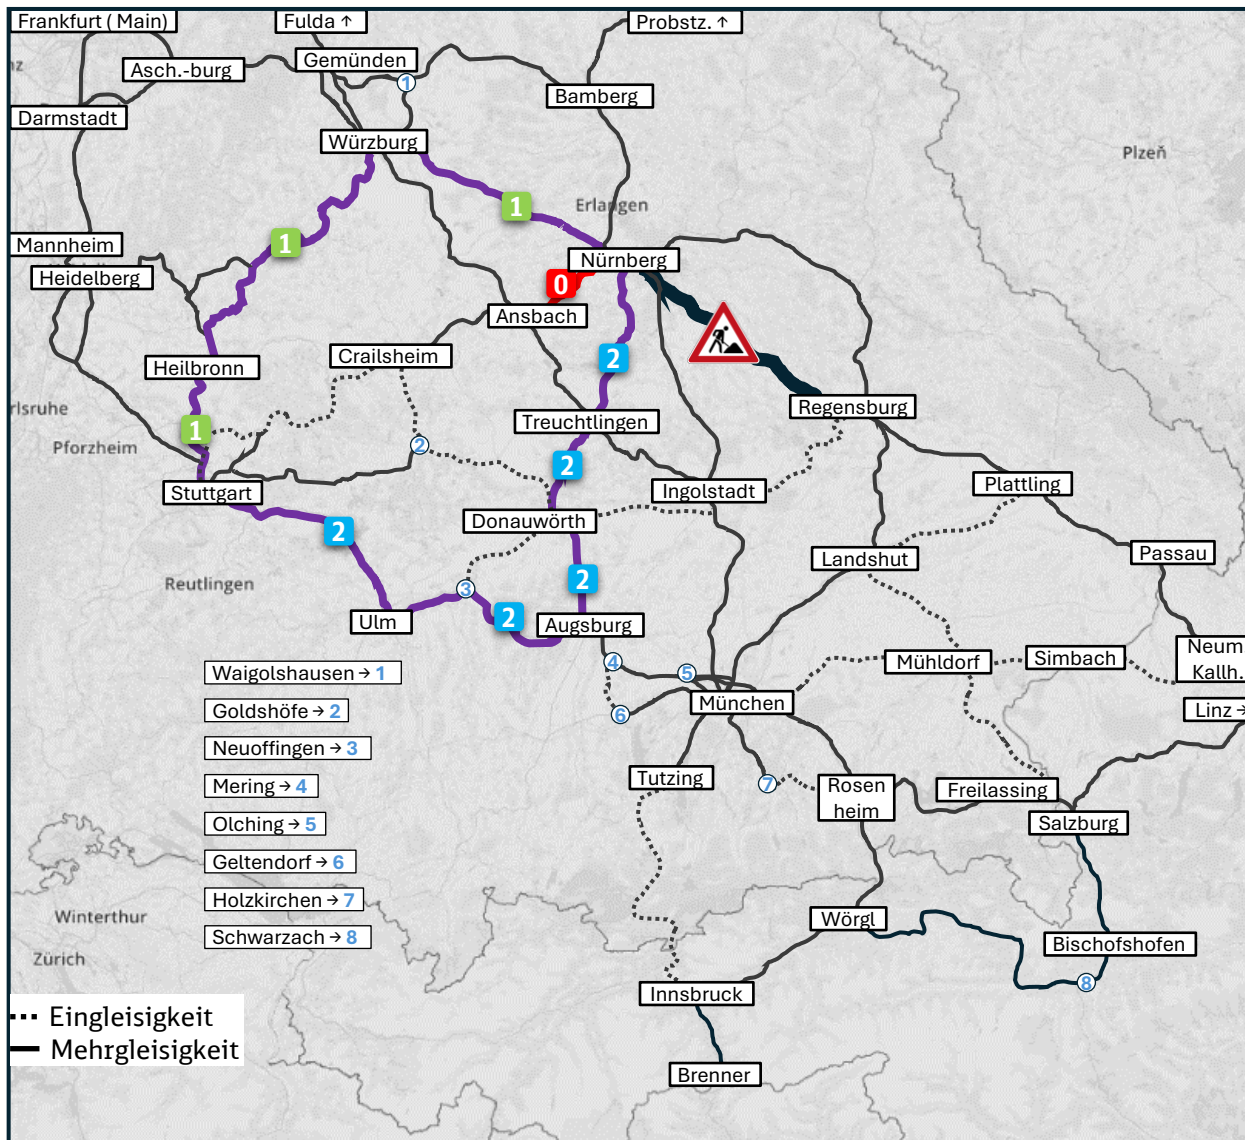 Frankfurt ( Main)
Fulda ↑
Probstz. ↑
Gemünden
Asch.-burg
1
Bamberg
Darmstadt
Würzburg
Plzeň
1
Erlangen
1
Mannheim
Nürnberg
Heidelberg
0
Ansbach
Crailsheim
2
Heilbronn
Regensburg
rlsruhe
Treuchtlingen
1
Pforzheim
2
2
Plattling
Stuttgart
Ingolstadt
Donauwörth
2
Landshut
Passau
Reutlingen
2
3
2
Ulm
Augsburg
Neum.
Kallh.
4
Mühldorf
Simbach
Waigolshausen → 1
5
München
Goldshöfe → 2
6
Linz →
Neuoffingen → 3
Tutzing
7
Rosen
heim
Freilassing
Mering → 4
Salzburg
Olching → 5
Geltendorf → 6
Holzkirchen → 7
Winterthur
Wörgl
Schwarzach → 8
Bischofshofen
Zürich
8
Innsbruck
Eingleisigkeit
Mehrgleisigkeit
Brenner